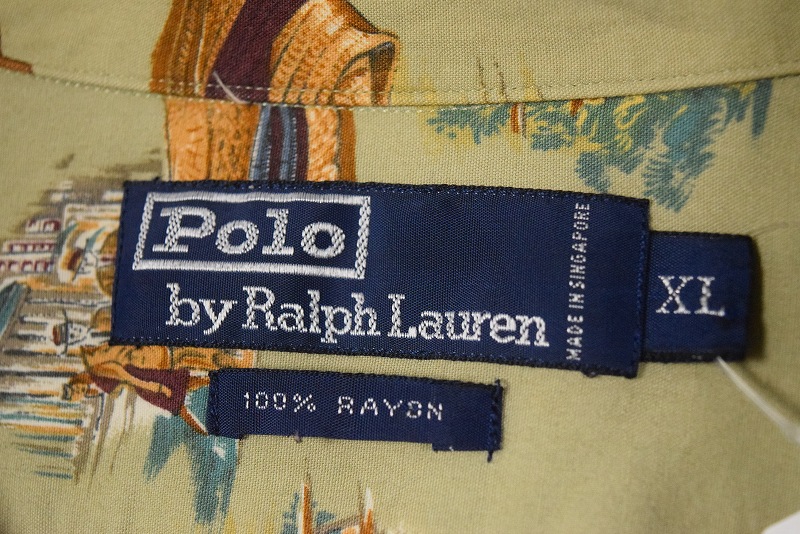 Polo
by Ralph Lauren
MADE IN SINGAPORE
XL
100% RAYON